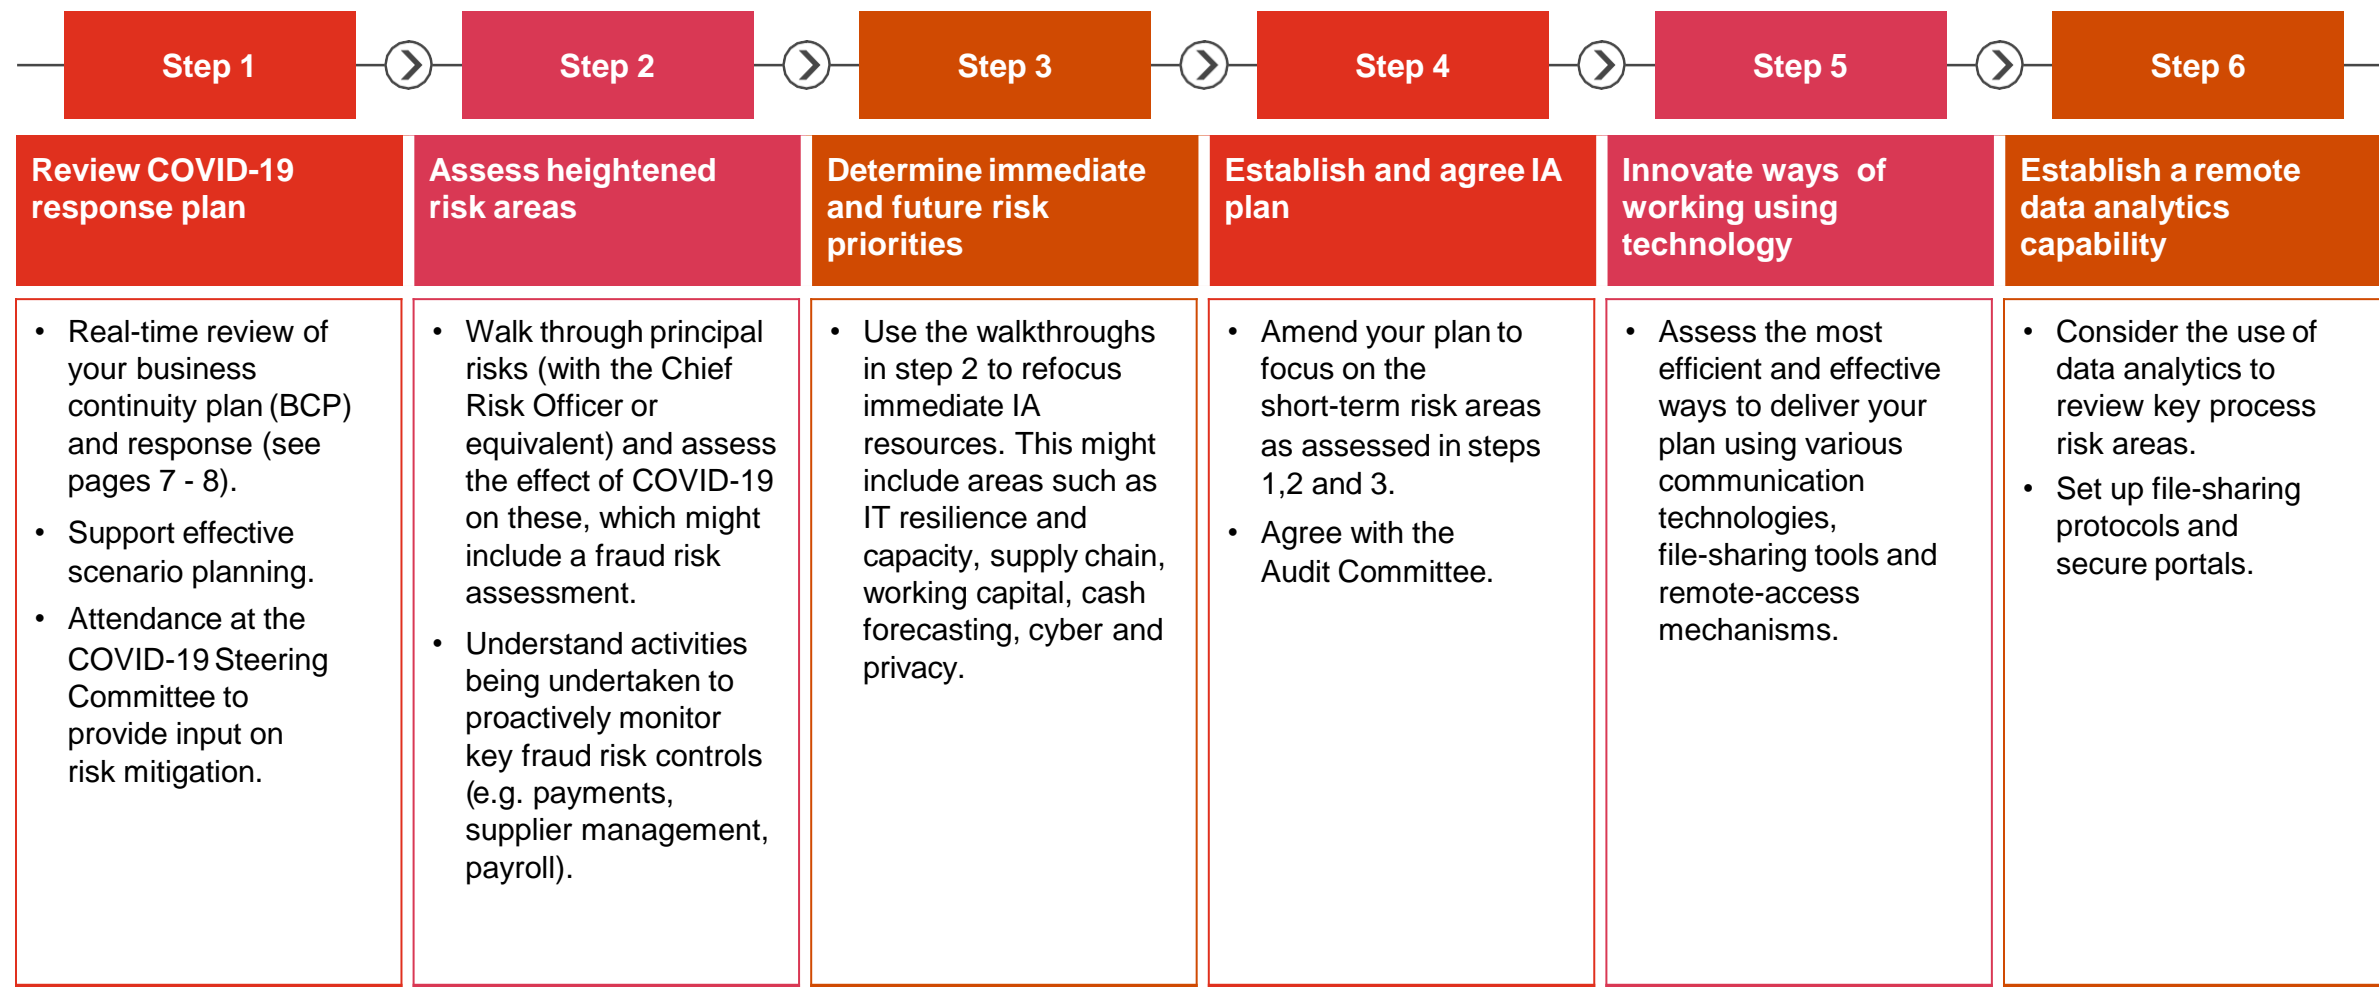 Step 1
Step 2
Step 3
Step 4
Step 5
Step 6
Review COVID-19
response plan
Assess heightened
risk areas
Determine immediate
and future risk
priorities
Establish and agree IA
plan
Innovate ways of
working using
technology
Establish a remote
data analytics
capability
• Real-time review of
your business
continuity plan (BCP)
and response (see
pages 7 - 8).
• Support effective
scenario planning.
• Attendance at the
COVID-19 Steering
Committee to
provide input on
risk mitigation.
• Walk through principal
risks (with the Chief
Risk Officer or
equivalent) and assess
the effect of COVID-19
on these, which might
include a fraud risk
assessment.
• Understand activities
being undertaken to
proactively monitor
key fraud risk controls
(e.g. payments,
supplier management,
payroll).
• Use the walkthroughs
in step 2 to refocus
immediate IA
resources. This might
include areas such as
IT resilience and
capacity, supply chain,
working capital, cash
forecasting, cyber and
privacy.
• Amend your plan to
focus on the
short-term risk areas
as assessed in steps
1,2 and 3.
• Agree with the
Audit Committee.
• Assess the most
efficient and effective
ways to deliver your
plan using various
communication
technologies,
file-sharing tools and
remote-access
mechanisms.
• Consider the use of
data analytics to
review key process
risk areas.
• Set up file-sharing
protocols and
secure portals.